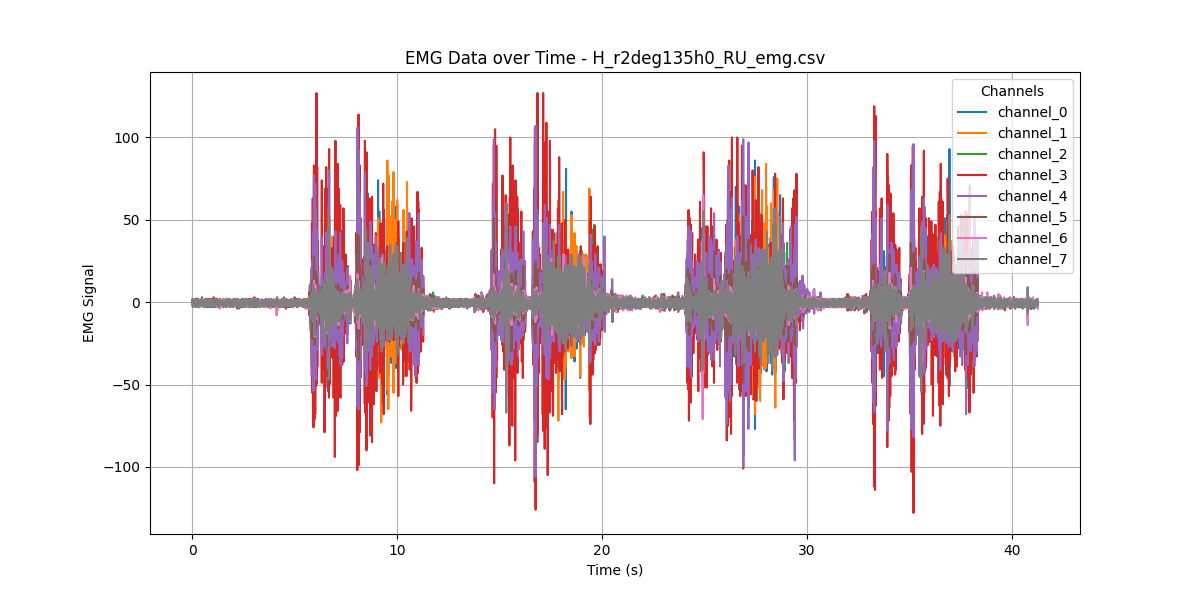 EMG Data over Time - H_r2deg135h0_RU_emg.csv
Channels
channel_0
channel_1
channel_2
channel_3
channel_4
channel_5
channel_6
channel_7
EMG Signal
100
50
0
−50
−100
0 10 20 30 40
Time (s)